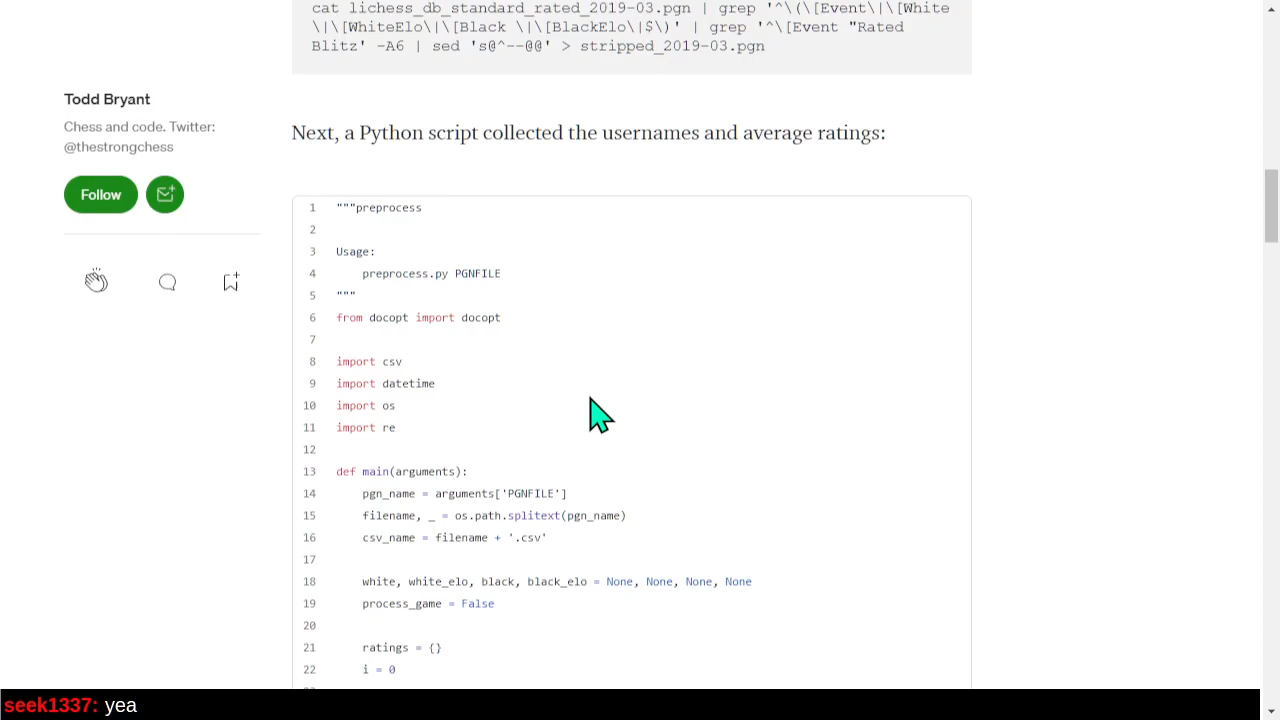 cat lichess_db_standard_rated_2019-03.pgn | grep '^\(\[Event\|\[White
\|\[WhiteElo\|\[Black \|\[BlackElo\|$\)' | grep '^\[Event "Rated
Blitz' -A6 | sed 's@^--@@' > stripped_2019-03.pgn
Todd Bryant
Chess and code. Twitter:
@thestrongchess
Follow
Next, a Python script collected the usernames and average ratings:
1 """preprocess
2
3 Usage:
4 preprocess.py PGNFILE
5 """
6 from docopt import docopt
7
8 import csv
9 import datetime
10 import os
11 import re
12
13 def main(arguments):
14 pgn_name = arguments['PGNFILE']
15 filename, _ = os.path.splitext(pgn_name)
16 csv_name = filename + '.csv'
17
18 white, white_elo, black, black_elo = None, None, None, None
19 process_game = False
20
21 ratings = {}
22 i = 0
seek1337: yea